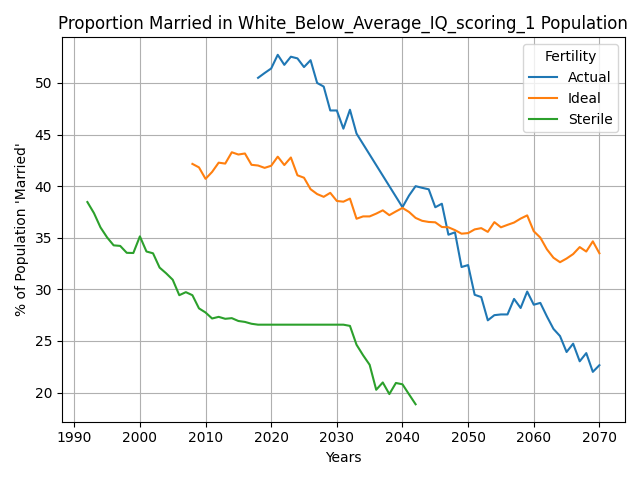 Proportion Married in White_Below_Average_IQ_scoring_1 Population
% of Population 'Married'
50
45
40
35
30
25
20
Fertility
Actual
Ideal
Sterile
1990 2000 2010 2020 2030 2040 2050 2060 2070
Years